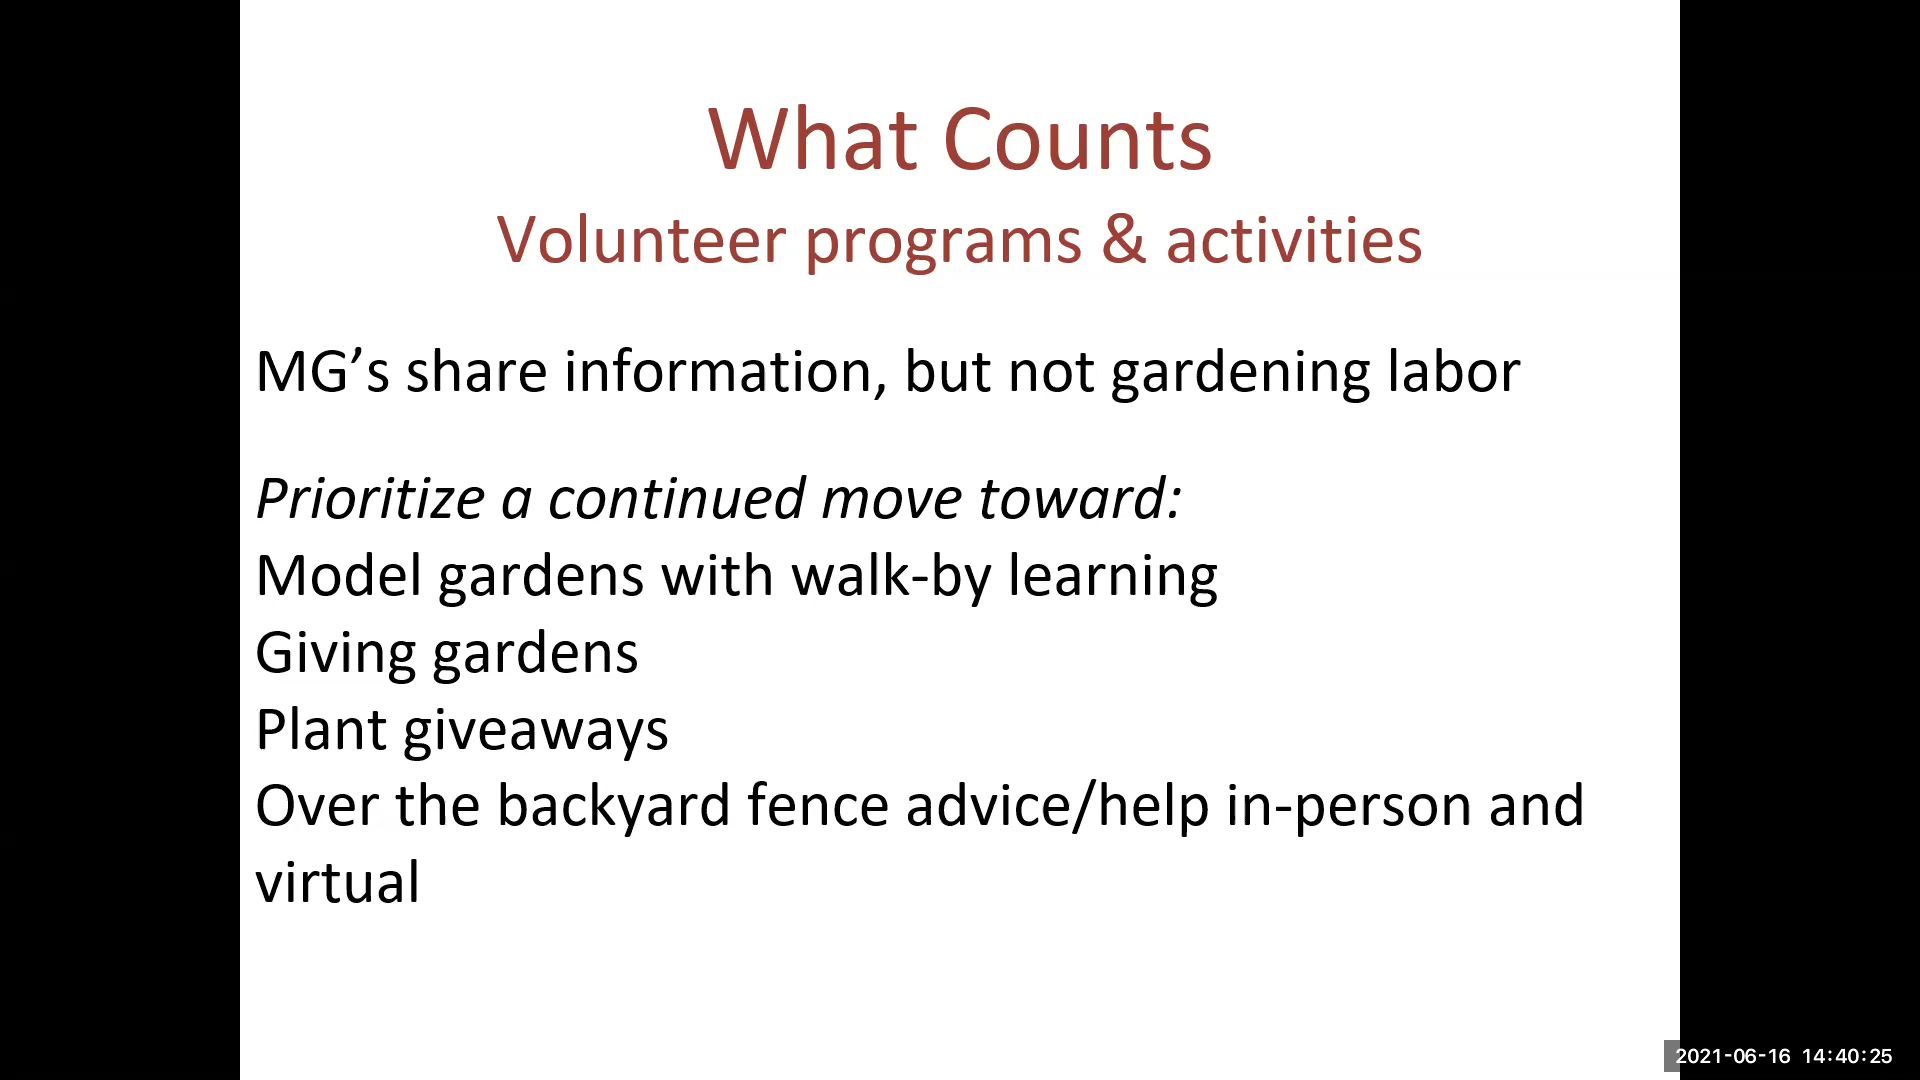 What Counts
Volunteer programs & activities
MG’s share information, but not gardening labor
Prioritize a continued move toward:
Model gardens with walk-by learning
Giving gardens
Plant giveaways
Over the backyard fence advice/help in-person and
virtual
2021-06-16 14:40:25